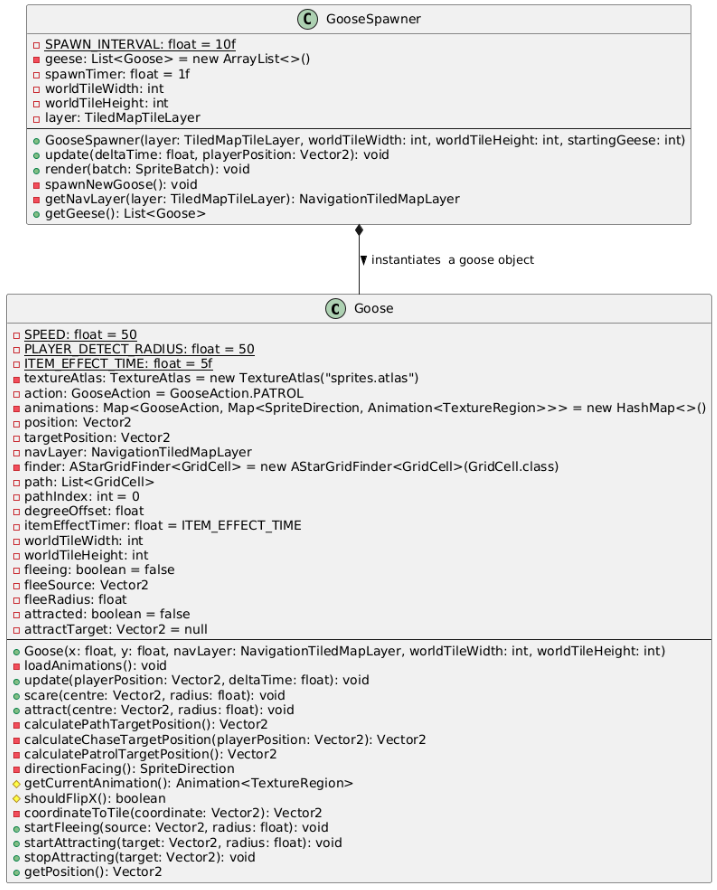 C GooseSpawner
SPAWN_INTERVAL: float = 10f
geese: List<Goose> = new ArrayList<>()
spawnTimer: float = 1f
worldTileWidth: int
worldTileHeight: int
layer: TiledMapTileLayer
GooseSpawner(layer: TiledMapTileLayer, worldTileWidth: int, worldTileHeight: int, startingGeese: int)
update(deltaTime: float, playerPosition: Vector2): void
render(batch: SpriteBatch): void
spawnNewGoose(): void
getNavLayer(layer: TiledMapTileLayer): NavigationTiledMapLayer
getGeese(): List<Goose>
instantiates a goose object
C Goose
SPEED: float = 50
PLAYER_DETECT_RADIUS: float = 50
ITEM_EFFECT_TIME: float = 5f
textureAtlas: TextureAtlas = new TextureAtlas("sprites.atlas")
action: GooseAction = GooseAction.PATROL
animations: Map<GooseAction, Map<SpriteDirection, Animation<TextureRegion>>> = new HashMap<>()
position: Vector2
targetPosition: Vector2
navLayer: NavigationTiledMapLayer
finder: AStarGridFinder<GridCell> = new AStarGridFinder<GridCell>(GridCell.class)
path: List<GridCell>
pathIndex: int = 0
degreeOffset: float
itemEffectTimer: float = ITEM_EFFECT_TIME
worldTileWidth: int
worldTileHeight: int
fleeing: boolean = false
fleeSource: Vector2
fleeRadius: float
attracted: boolean = false
attractTarget: Vector2 = null
Goose(x: float, y: float, navLayer: NavigationTiledMapLayer, worldTileWidth: int, worldTileHeight: int)
loadAnimations(): void
update(playerPosition: Vector2, deltaTime: float): void
scare(centre: Vector2, radius: float): void
attract(centre: Vector2, radius: float): void
calculatePathTargetPosition(): Vector2
calculateChaseTargetPosition(playerPosition: Vector2): Vector2
calculatePatrolTargetPosition(): Vector2
directionFacing(): SpriteDirection
getCurrentAnimation(): Animation<TextureRegion>
shouldFlipX(): boolean
coordinateToTile(coordinate: Vector2): Vector2
startFleeing(source: Vector2, radius: float): void
startAttracting(target: Vector2, radius: float): void
stopAttracting(target: Vector2): void
getPosition(): Vector2